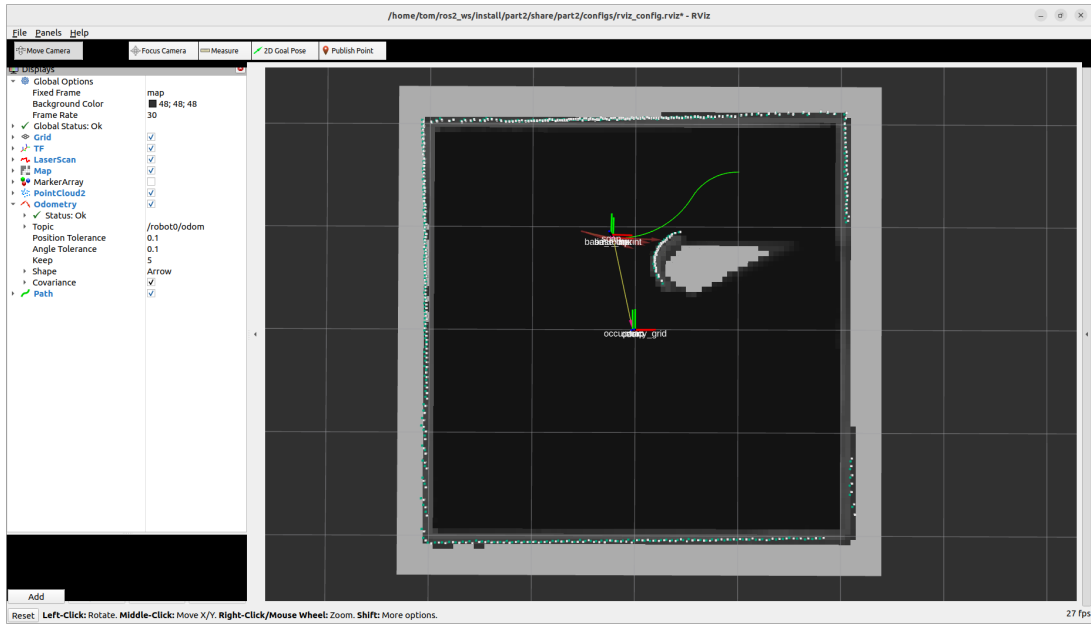 /home/tom/ros2_ws/install/part2/share/part2/configs/rviz_config.rviz* - RViz
File Panels Help
Move Camera Focus Camera Measure 2D Goal Pose Publish Point
Displays
Global Options
Fixed Frame map
Background Color 48; 48; 48
Frame Rate 30
Global Status: Ok
Grid
TF
LaserScan
Map
MarkerArray
PointCloud2
Odometry
Status: Ok
Topic /robot0/odom
Position Tolerance 0.1
Angle Tolerance 0.1
Keep 5
Shape Arrow
Covariance
Path
Add
Reset Left-Click: Rotate. Middle-Click: Move X/Y. Right-Click/Mouse Wheel: Zoom. Shift: More options. 27 fps